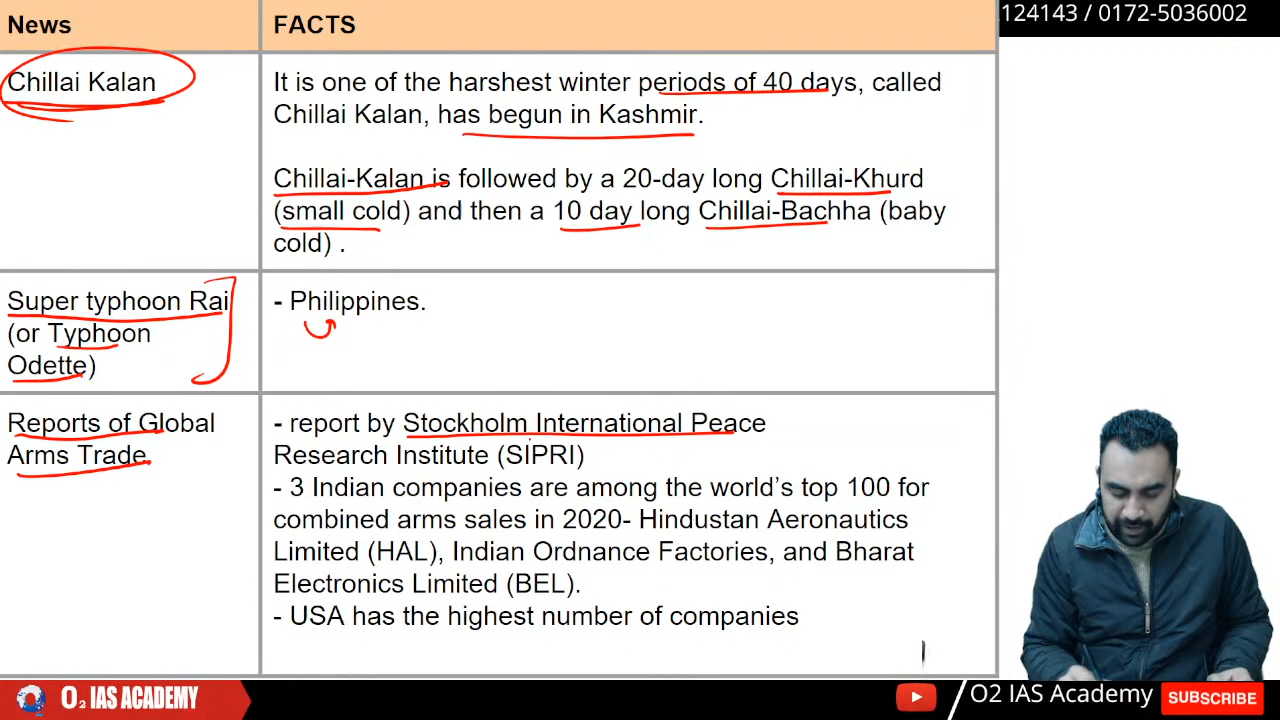 124143 / 0172-5036002
News
FACTS
Chillai Kalan
It is one of the harshest winter periods of 40 days, called
Chillai Kalan, has begun in Kashmir.
Chillai-Kalan is followed by a 20-day long Chillai-Khurd
(small cold) and then a 10 day long Chillai-Bachha (baby
cold) .
Super typhoon Rai
(or Typhoon
Odette)
- Philippines.
Reports of Global
Arms Trade
- report by Stockholm International Peace
Research Institute (SIPRI)
- 3 Indian companies are among the world's top 100 for
combined arms sales in 2020- Hindustan Aeronautics
Limited (HAL), Indian Ordnance Factories, and Bharat
Electronics Limited (BEL).
- USA has the highest number of companies
O2 IAS ACADEMY
O2 IAS Academy
SUBSCRIBE